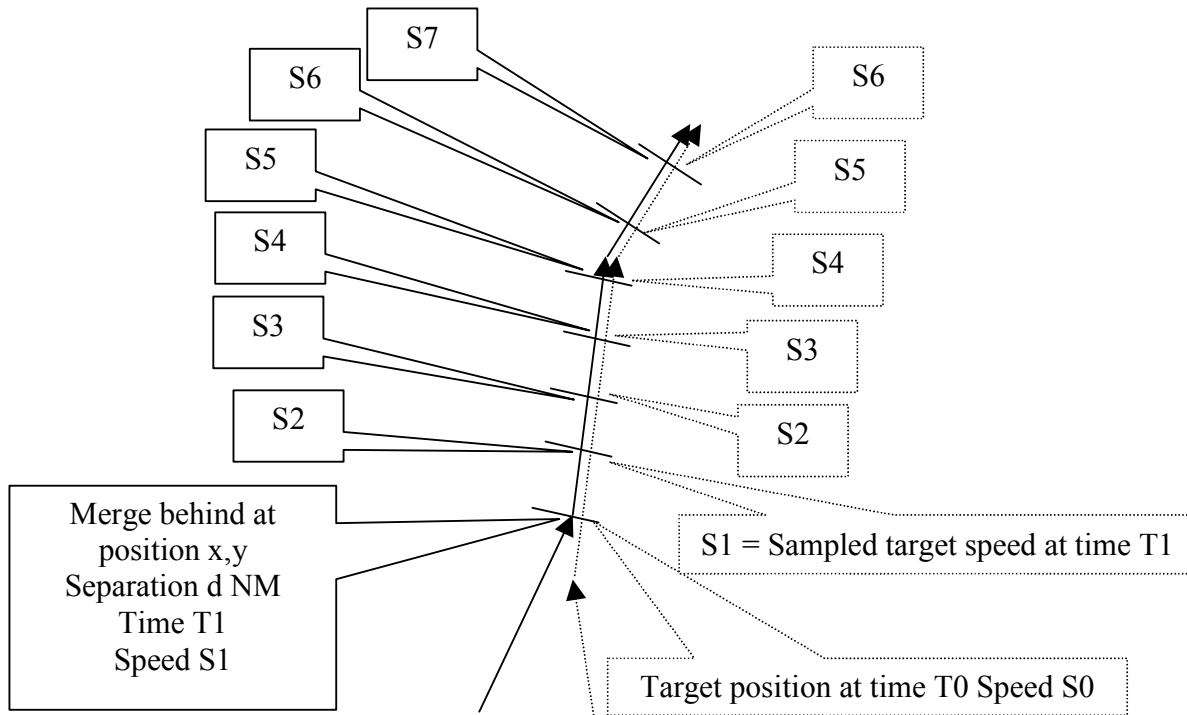 S7
S6
S6
S5
S5
S4
S4
S3
S3
S2
S2
Merge behind at
position x,y
Separation d NM
Time T1
Speed S1
S1 = Sampled target speed at time T1
Target position at time T0 Speed S0